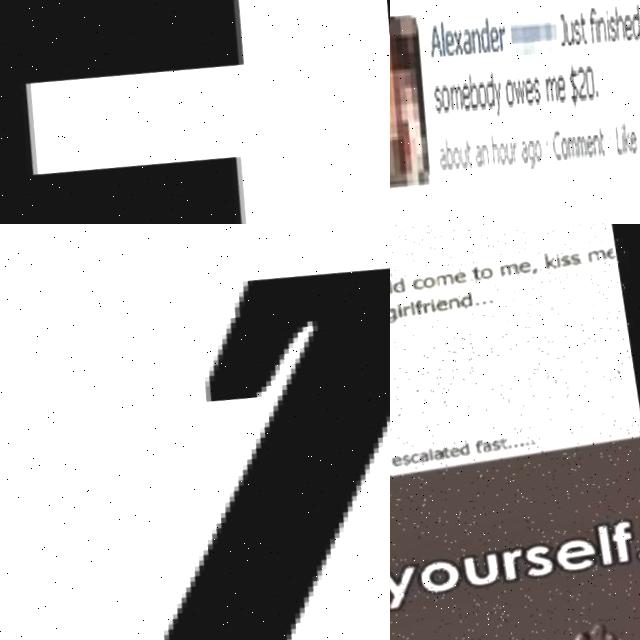 Alexander Just finished
somebody owes me $20.
about an hour ago · Comment · Like
come to me, kiss me
girlfriend...
escalated fast.....
yourself